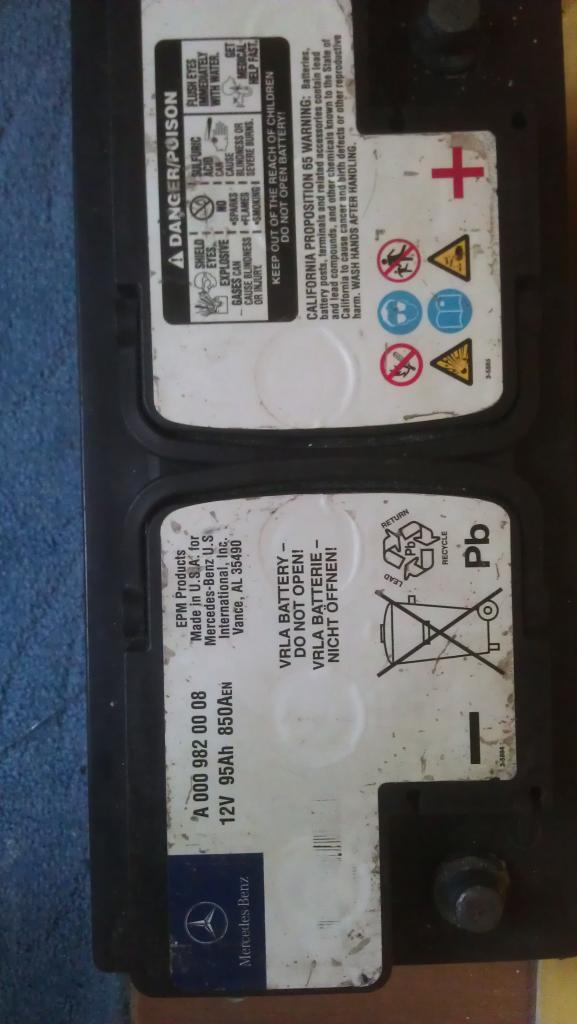 Mercedes-Benz
A 000 982 00 08
12V 95Ah 850AEN
EPM Products
Made in U.S.A. for
Mercedes-Benz U.S
International, Inc.
Vance, AL 35490
VRLA BATTERY –
DO NOT OPEN!
VRLA BATTERIE –
NICHT ÖFFNEN!
LEAD
RETURN
RECYCLE
Pb
Pb
3-5884
DANGER/POISON
SHIELD
EYES.
EXPLOSIVE
GASES CAN
CAUSE BLINDNESS
OR INJURY.
NO
•SPARKS
•FLAMES
•SMOKING
SULFURIC
ACID
CAN
CAUSE
BLINDNESS OR
SEVERE BURNS.
FLUSH EYES
IMMEDIATELY
WITH WATER.
GET
MEDICAL
HELP FAST.
KEEP OUT OF THE REACH OF CHILDREN
DO NOT OPEN BATTERY!
CALIFORNIA PROPOSITION 65 WARNING: Batteries,
battery posts, terminals and related accessories contain lead
and lead compounds, and other chemicals known to the State of
California to cause cancer and birth defects or other reproductive
harm. WASH HANDS AFTER HANDLING.
3-5885